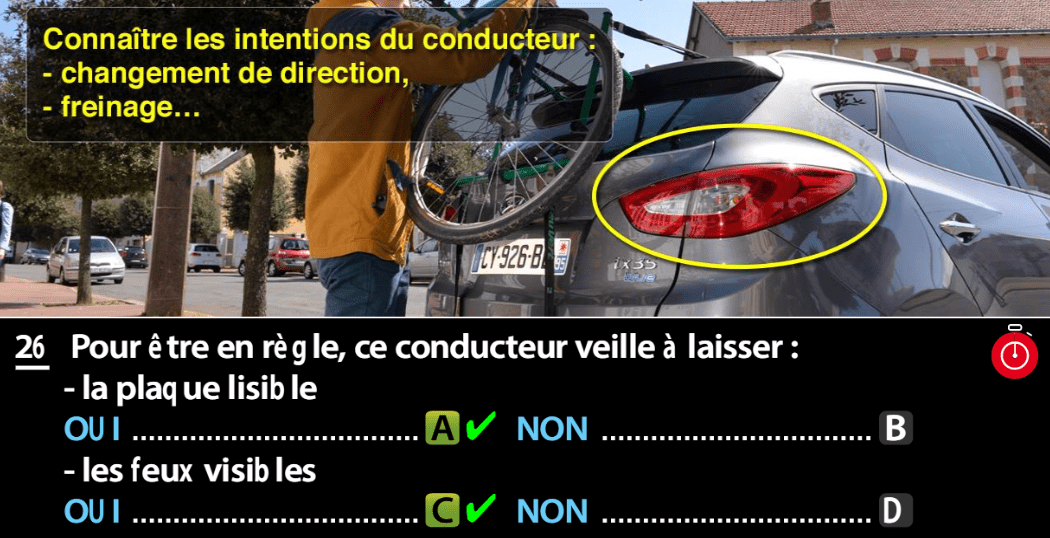 Connaître les intentions du conducteur :
- changement de direction,
- freinage...
CY-926-B
95
ix35
26 Pour être en règle, ce conducteur veille à laisser :
- la plaque lisible
OUI ................................... A ✔ NON ................................. B
- les feux visibles
OUI ................................... C ✔ NON ................................. D